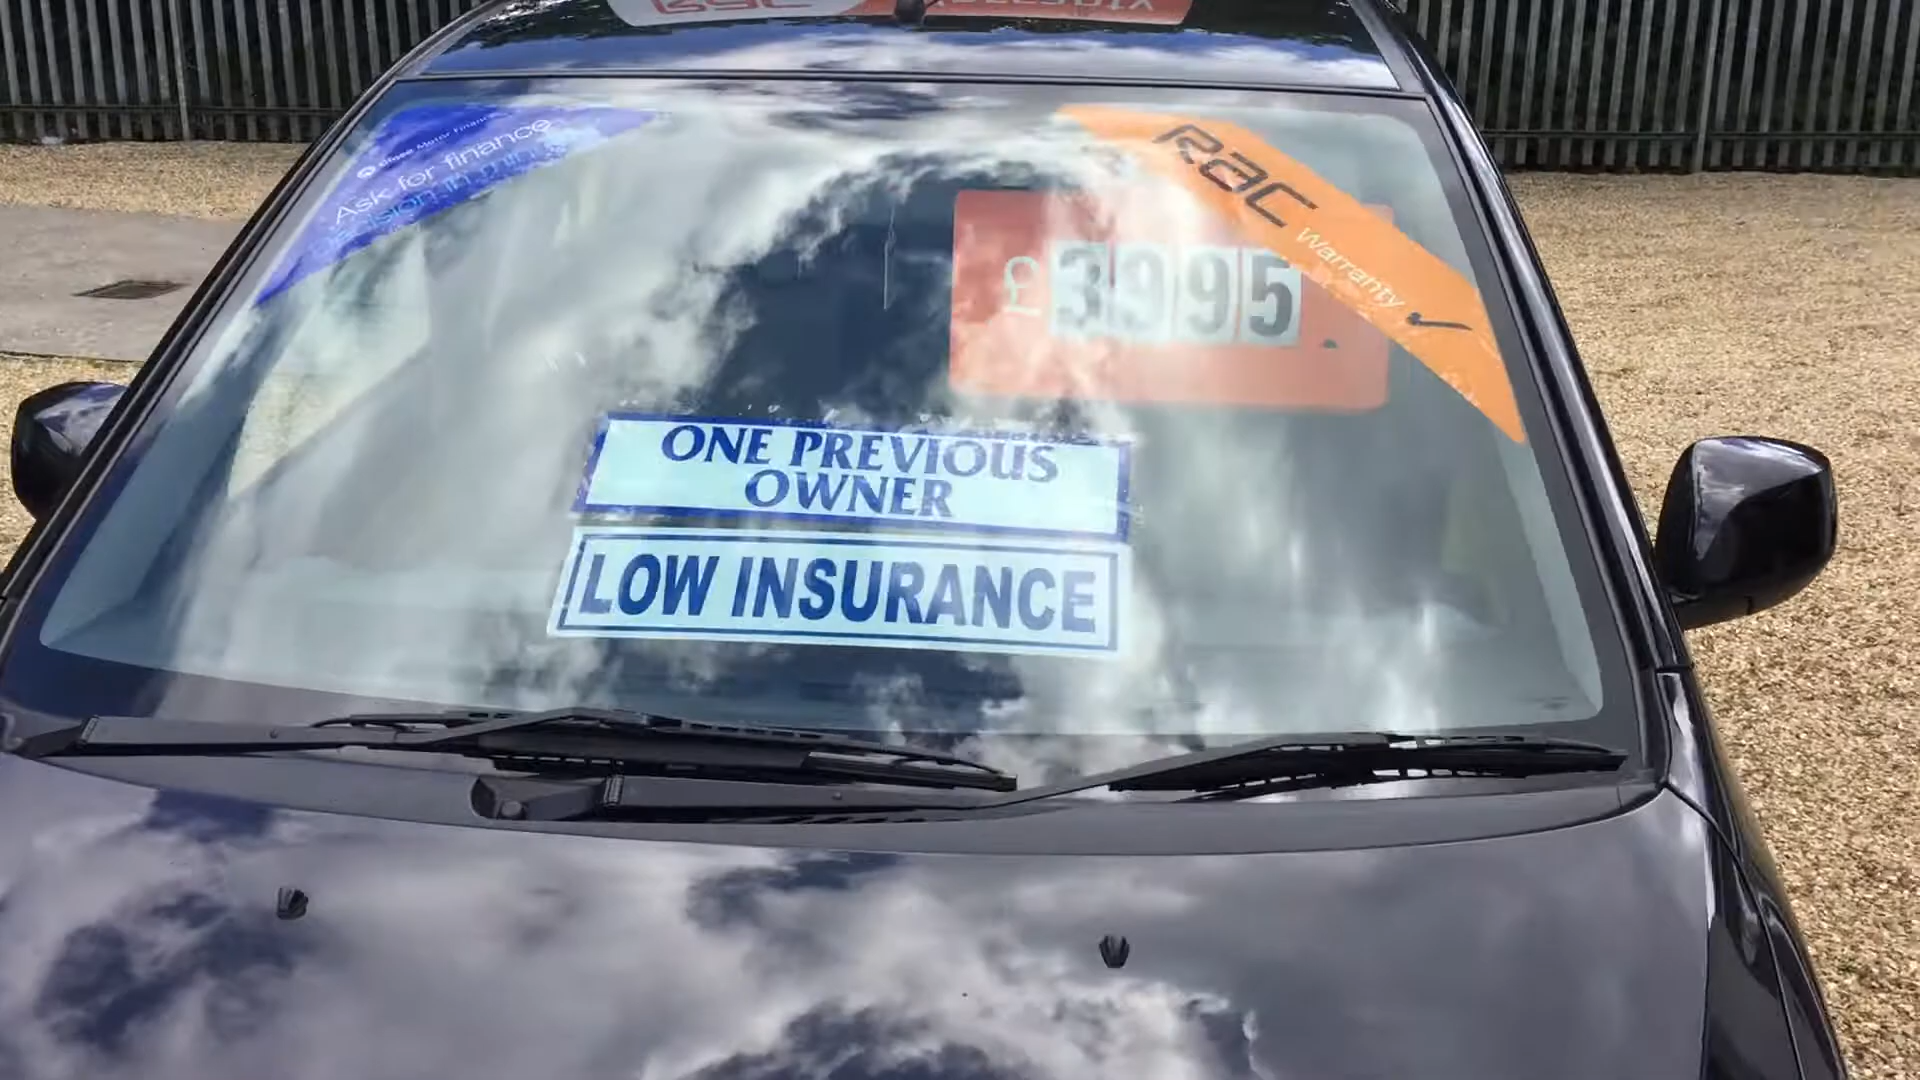 Ask for finance
RAC
Warranty
£3995
ONE PREVIOUS
OWNER
LOW INSURANCE